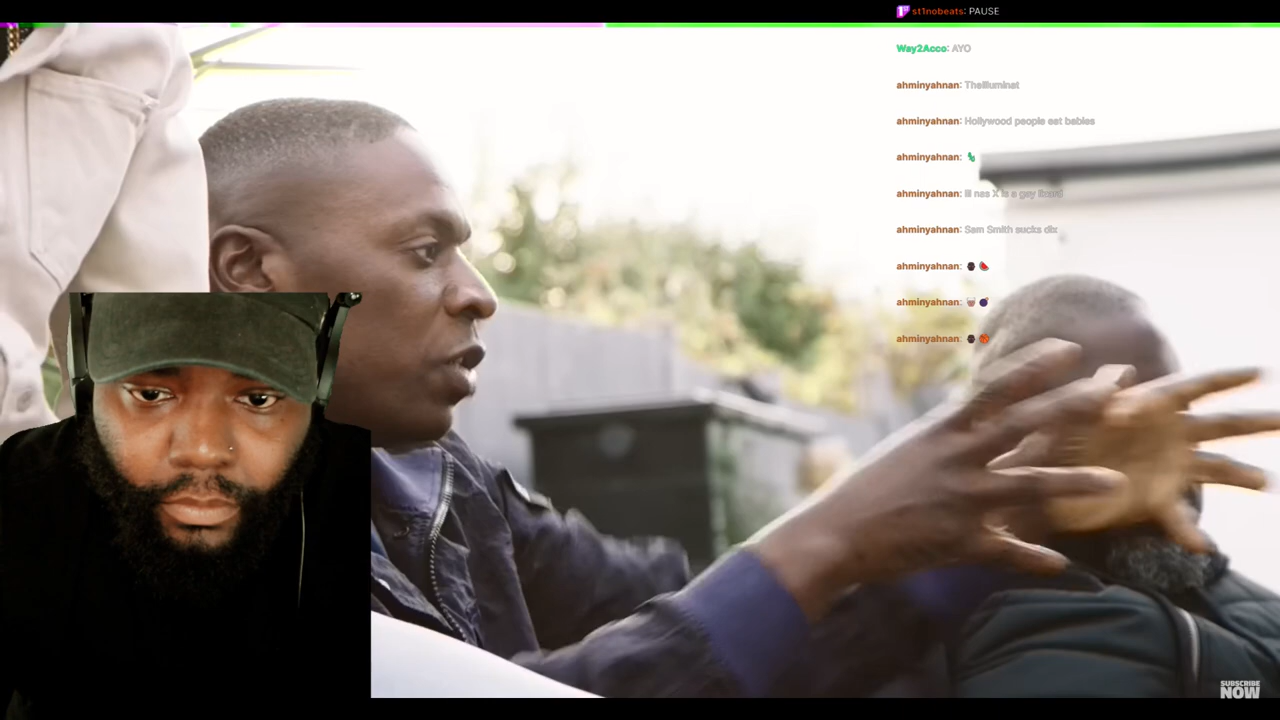 st1nobeats: PAUSE
Way2Acco: AYO
ahminyahnan: TheIlluminat
ahminyahnan: Hollywood people eat babies
ahminyahnan:
ahminyahnan: lil nas X is a gay lizard
ahminyahnan: Sam Smith sucks dix
ahminyahnan:
ahminyahnan:
ahminyahnan:
SUBSCRIBE
NOW